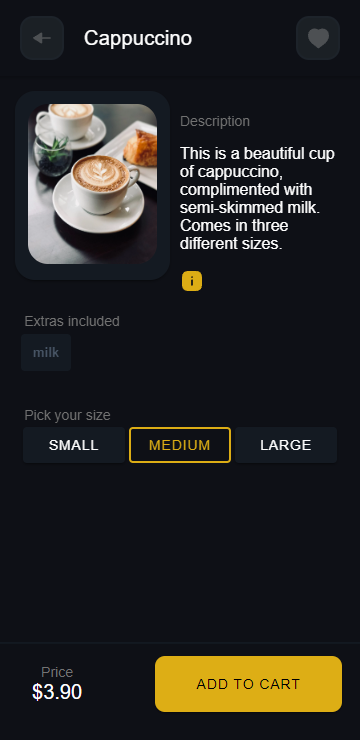 Cappuccino
Description
This is a beautiful cup
of cappuccino,
complimented with
semi-skimmed milk.
Comes in three
different sizes.
i
Extras included
milk
Pick your size
SMALL MEDIUM LARGE
Price
$3.90
ADD TO CART